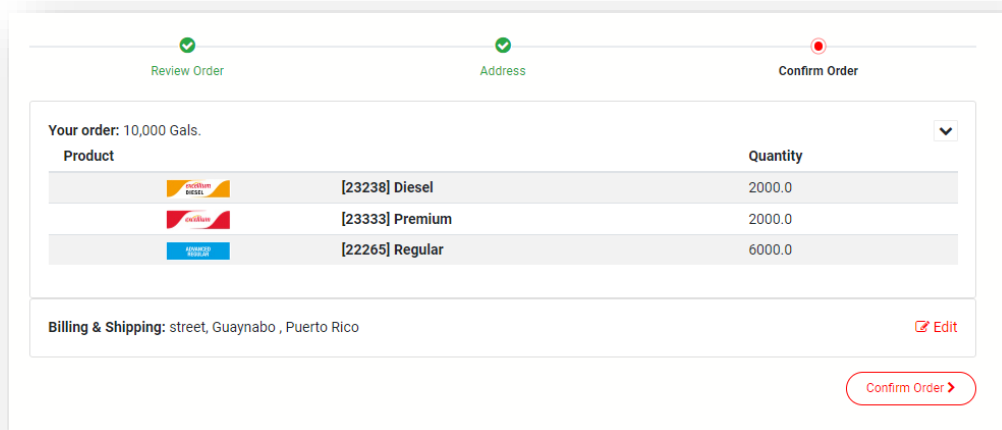 Review Order Address Confirm Order
Your order: 10,000 Gals.
Product Quantity
excellium DIESEL [23238] Diesel 2000.0
excellium [23333] Premium 2000.0
ADVANCED REGULAR [22265] Regular 6000.0
Billing & Shipping: street, Guaynabo , Puerto Rico Edit
Confirm Order